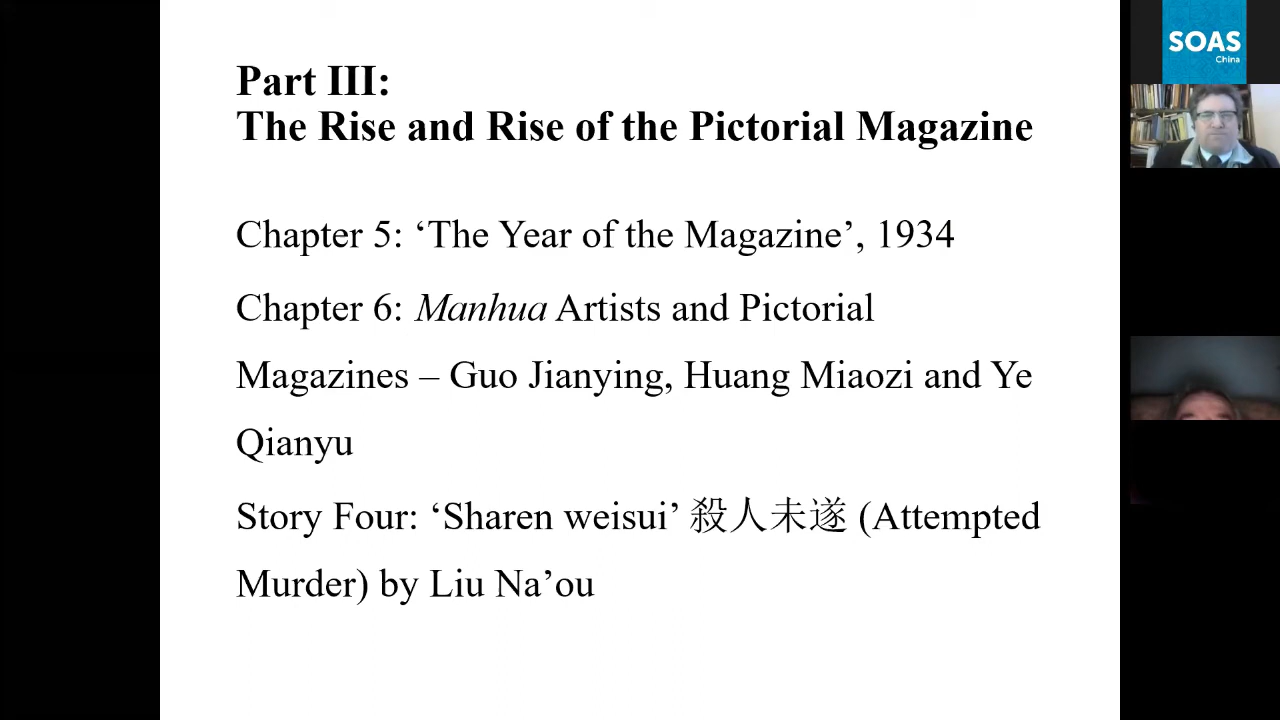 Part III:
The Rise and Rise of the Pictorial Magazine
Chapter 5: ‘The Year of the Magazine’, 1934
Chapter 6: Manhua Artists and Pictorial
Magazines – Guo Jianying, Huang Miaozi and Ye
Qianyu
Story Four: ‘Sharen weisui’ 殺人未遂 (Attempted
Murder) by Liu Na’ou
SOAS
China